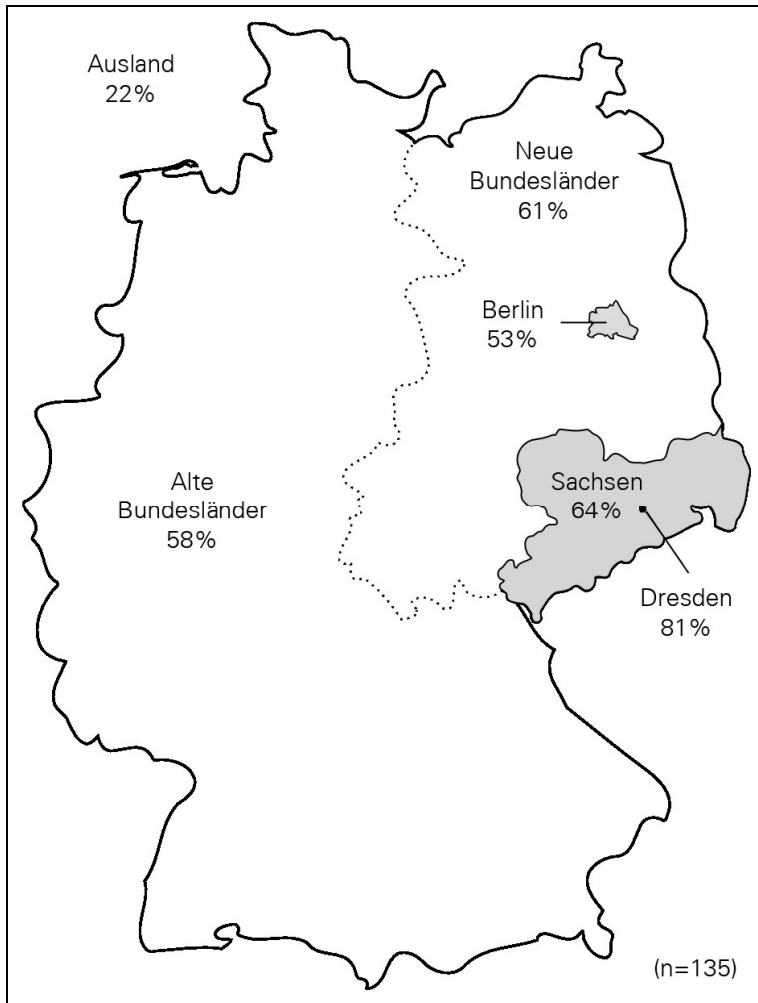 Ausland
22%
Neue
Bundesländer
61%
Berlin
53%
Alte
Bundesländer
58%
Sachsen
64%
Dresden
81%
(n=135)